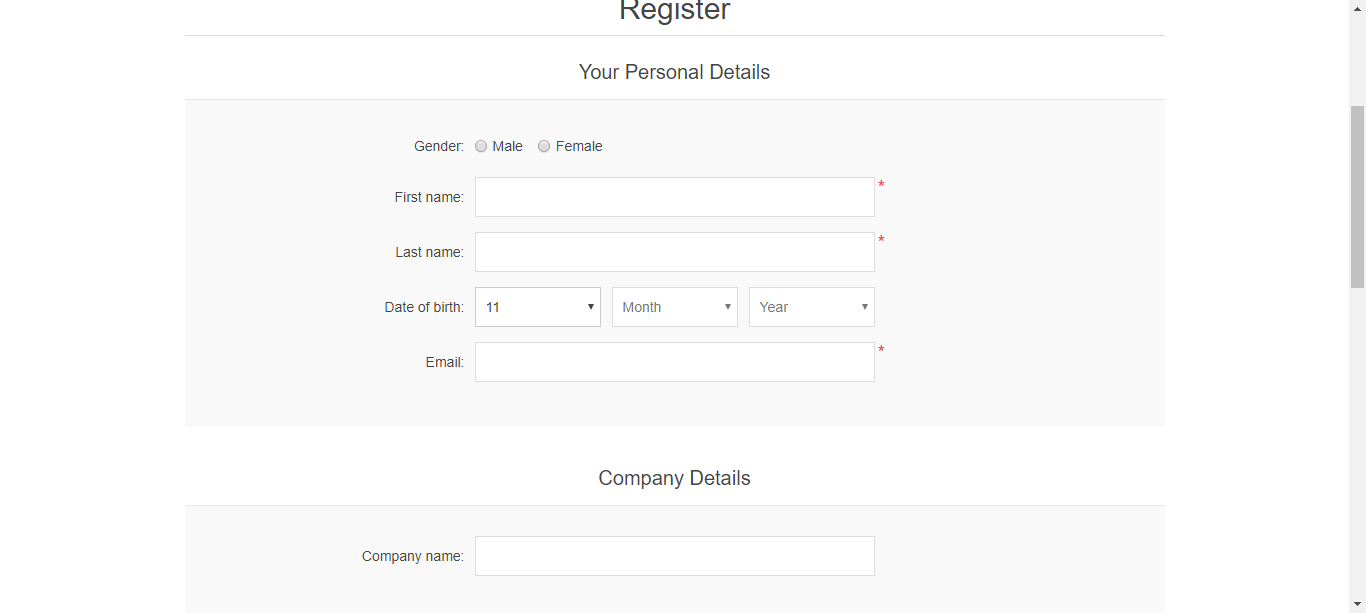 Register
Your Personal Details
Gender: Male Female
First name: *
Last name: *
Date of birth: 11 Month Year
Email: *
Company Details
Company name: